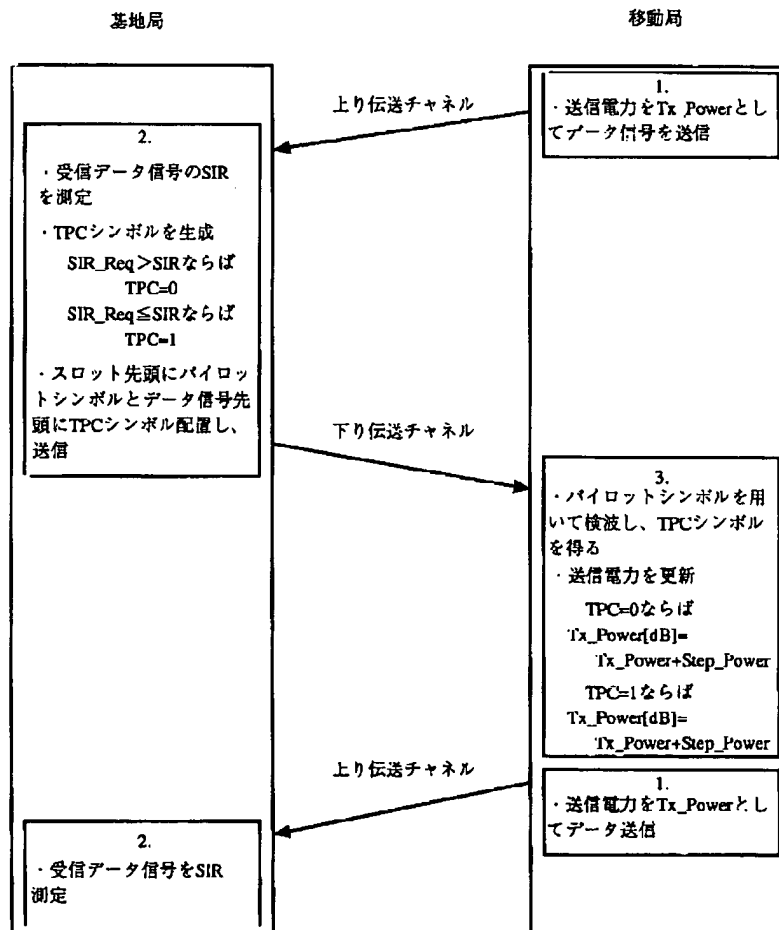 基地局
移動局
上り伝送チャネル
1.
・送信電力をTx_Powerとし
てデータ信号を送信
2.
・受信データ信号のSIR
を測定
・TPCシンボルを生成
SIR_Req＞SIRならば
TPC=0
SIR_Req≦SIRならば
TPC=1
・スロット先頭にパイロッ
トシンボルとデータ信号先
頭にTPCシンボル配置し、
送信
下り伝送チャネル
3.
・パイロットシンボルを用
いて検波し、TPCシンボル
を得る
・送信電力を更新
TPC=0ならば
Tx_Power[dB]=
Tx_Power+Step_Power
TPC=1ならば
Tx_Power[dB]=
Tx_Power+Step_Power
上り伝送チャネル
1.
・送信電力をTx_Powerとし
てデータ送信
2.
・受信データ信号をSIR
測定